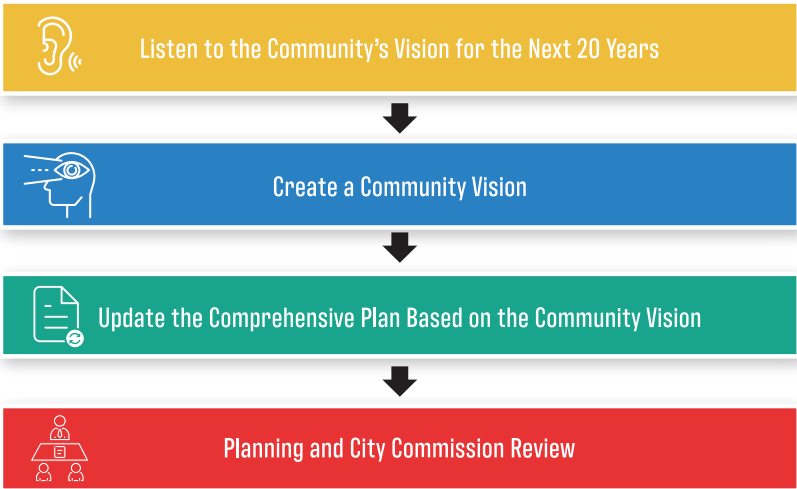 Listen to the Community’s Vision for the Next 20 Years
Create a Community Vision
Update the Comprehensive Plan Based on the Community Vision
Planning and City Commission Review